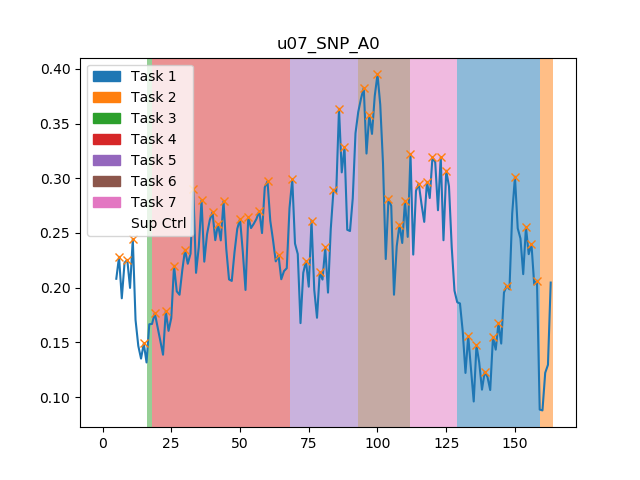 u07_SNP_A0
0.40
0.35
0.30
0.25
0.20
0.15
0.10
Task 1
Task 2
Task 3
Task 4
Task 5
Task 6
Task 7
Sup Ctrl
0 25 50 75 100 125 150